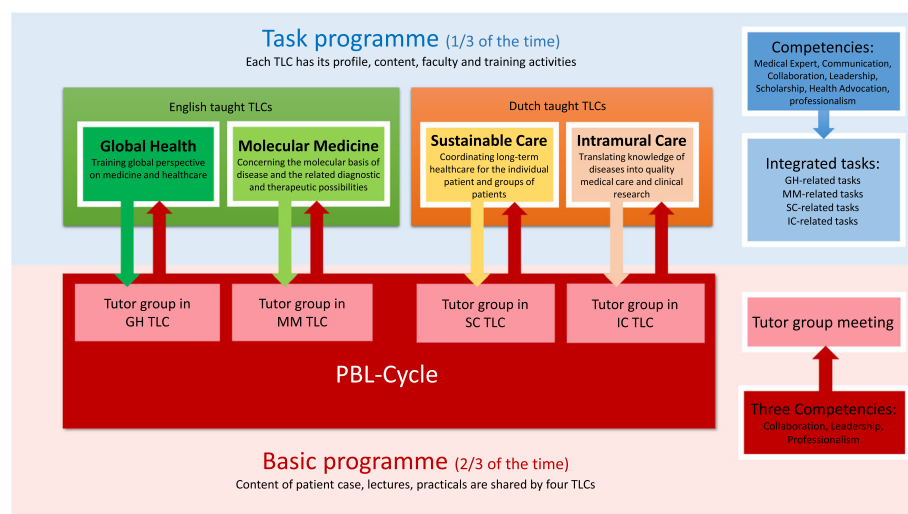 Task programme (1/3 of the time)
Each TLC has its profile, content, faculty and training activities
English taught TLCs
Global Health
Training global perspective
on medicine and healthcare
Molecular Medicine
Concerning the molecular basis of
disease and the related diagnostic
and therapeutic possibilities
Dutch taught TLCs
Sustainable Care
Coordinating long-term
healthcare for the individual
patient and groups of
patients
Intramural Care
Translating knowledge of
diseases into quality
medical care and clinical
research
Competencies:
Medical Expert, Communication,
Collaboration, Leadership,
Scholarship, Health Advocation,
professionalism
Integrated tasks:
GH-related tasks
MM-related tasks
SC-related tasks
IC-related tasks
Tutor group in
GH TLC
Tutor group in
MM TLC
Tutor group in
SC TLC
Tutor group in
IC TLC
PBL-Cycle
Tutor group meeting
Three Competencies:
Collaboration, Leadership,
Professionalism
Basic programme (2/3 of the time)
Content of patient case, lectures, practicals are shared by four TLCs